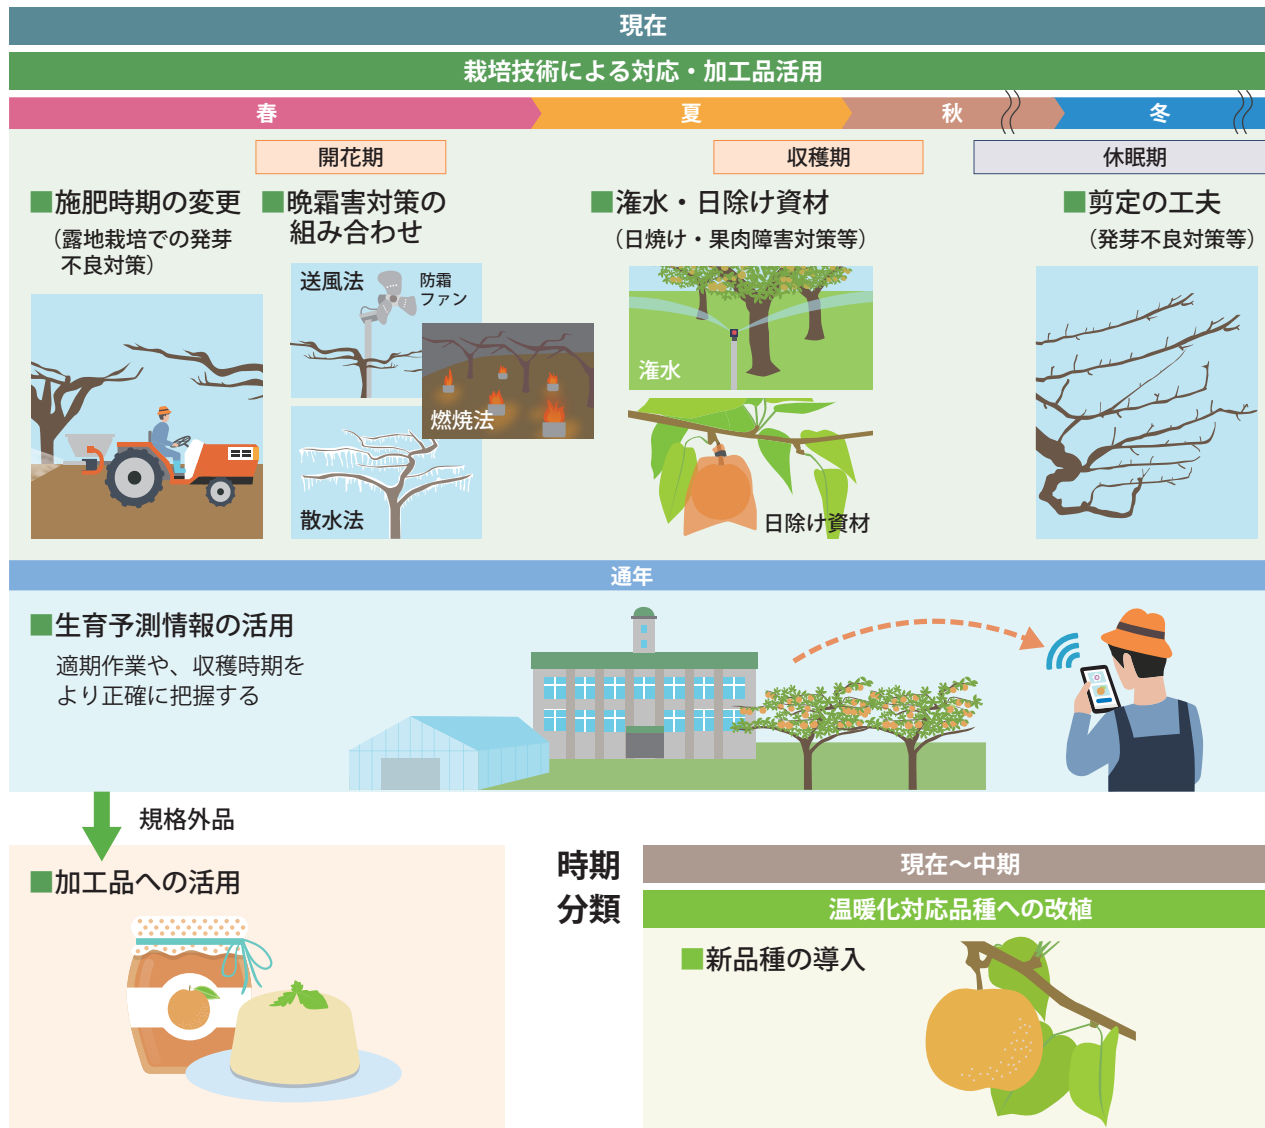 現在
栽培技術による対応・加工品活用
春
夏
秋
冬
開花期
収穫期
休眠期
■施肥時期の変更
（露地栽培での発芽
不良対策）
■晩霜害対策の
組み合わせ
送風法
防霜
ファン
燃焼法
散水法
■潅水・日除け資材
（日焼け・果肉障害対策等）
潅水
日除け資材
■剪定の工夫
（発芽不良対策等）
通年
■生育予測情報の活用
適期作業や、収穫時期を
より正確に把握する
規格外品
■加工品への活用
時期
分類
現在～中期
温暖化対応品種への改植
■新品種の導入